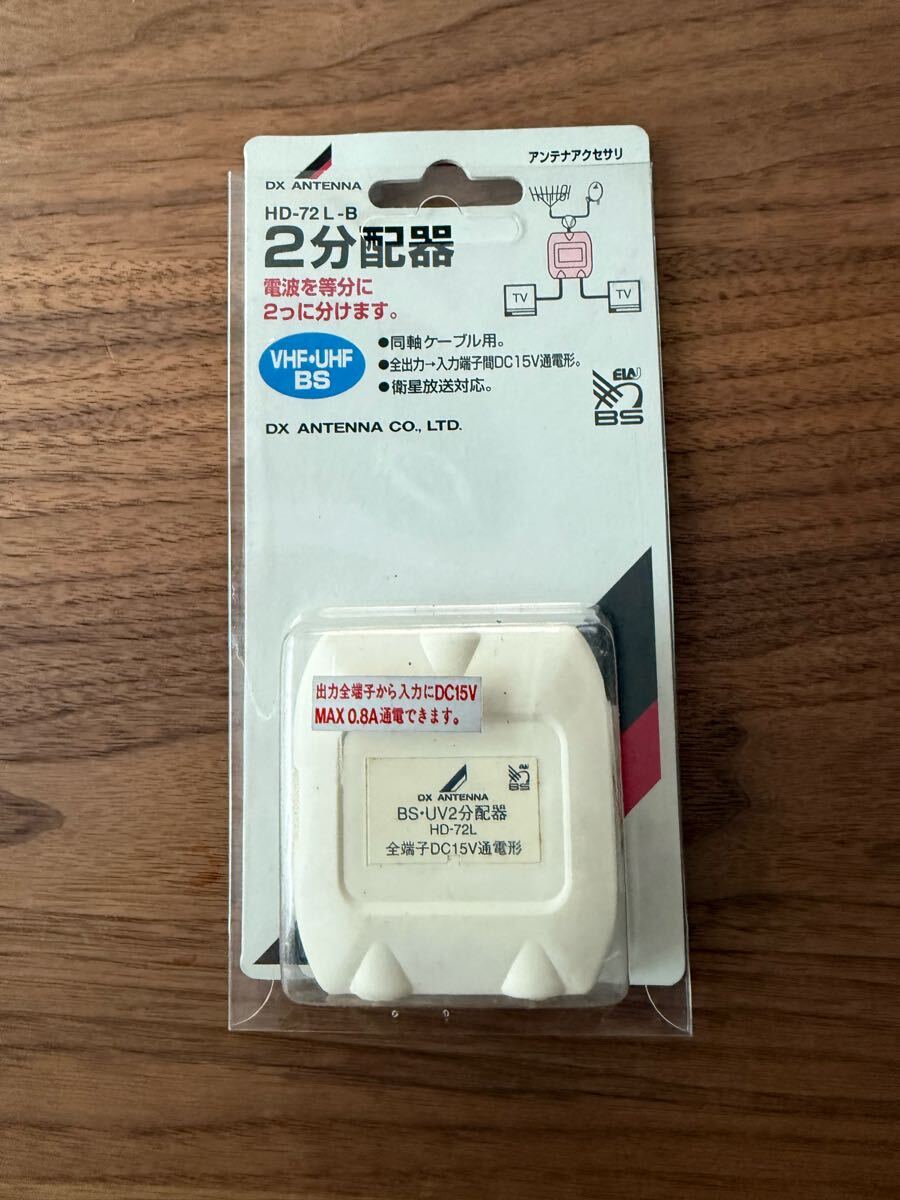 アンテナアクセサリ
DX ANTENNA
HD-72L-B
2分配器
電波を等分に
2っに分けます。
TV
TV
VHF・UHF
BS
●同軸ケーブル用。
●全出力→入力端子間DC15V通電形。
●衛星放送対応。
EIAJ
BS
DX ANTENNA CO., LTD.
出力全端子から入力にDC15V
MAX 0.8A通電できます。
DX ANTENNA
BS
BS・UV2分配器
HD-72L
全端子DC15V通電形